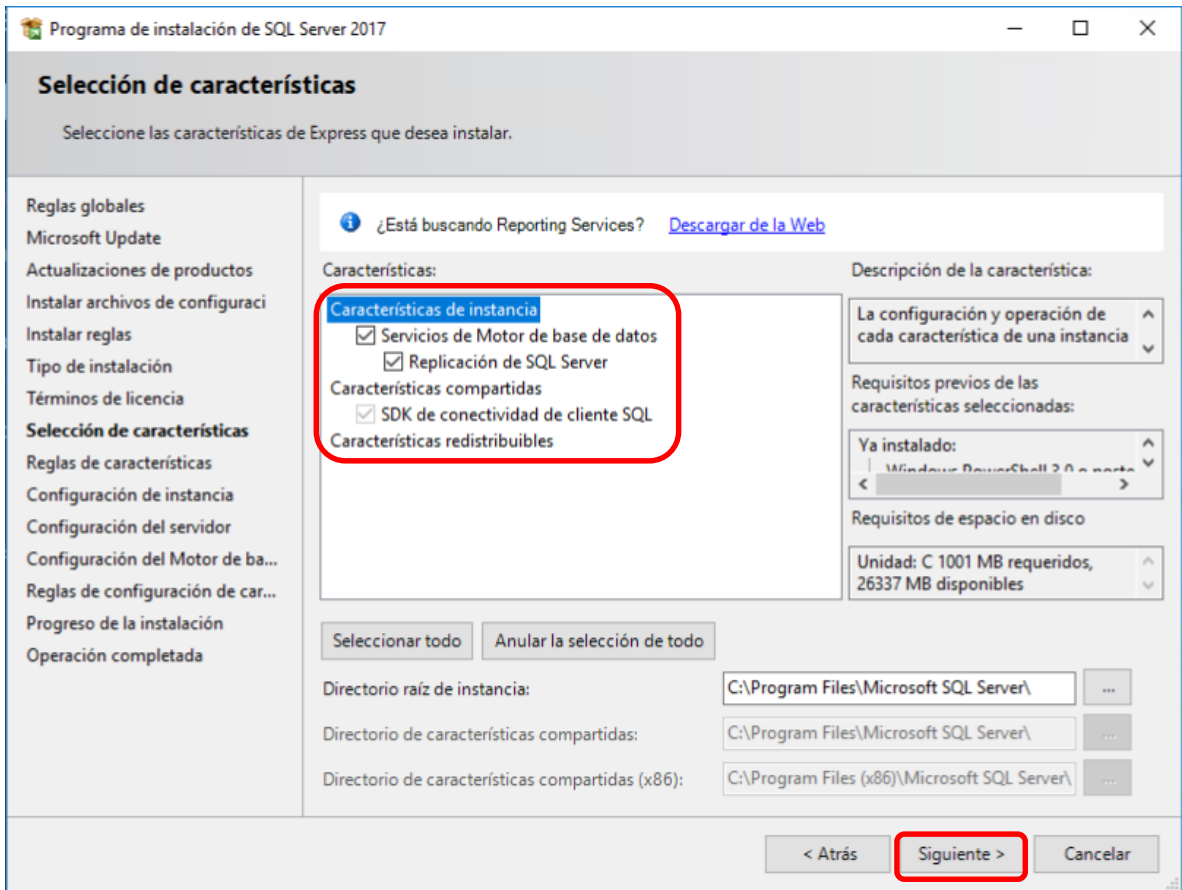 Programa de instalación de SQL Server 2017
Selección de características
Seleccione las características de Express que desea instalar.
Reglas globales
Microsoft Update
Actualizaciones de productos
Instalar archivos de configuraci
Instalar reglas
Tipo de instalación
Términos de licencia
Selección de características
Reglas de características
Configuración de instancia
Configuración del servidor
Configuración del Motor de ba...
Reglas de configuración de car...
Progreso de la instalación
Operación completada
¿Está buscando Reporting Services? Descargar de la Web
Características:
Características de instancia
Servicios de Motor de base de datos
Replicación de SQL Server
Características compartidas
SDK de conectividad de cliente SQL
Características redistribuibles
Descripción de la característica:
La configuración y operación de
cada característica de una instancia
Requisitos previos de las
características seleccionadas:
Ya instalado:
Windows PowerShell 3.0 o
Requisitos de espacio en disco
Unidad: C 1001 MB requeridos,
26337 MB disponibles
Seleccionar todo
Anular la selección de todo
Directorio raíz de instancia:
C:\Program Files\Microsoft SQL Server\
...
Directorio de características compartidas:
C:\Program Files\Microsoft SQL Server\
...
Directorio de características compartidas (x86):
C:\Program Files (x86)\Microsoft SQL Server\
...
< Atrás
Siguiente >
Cancelar